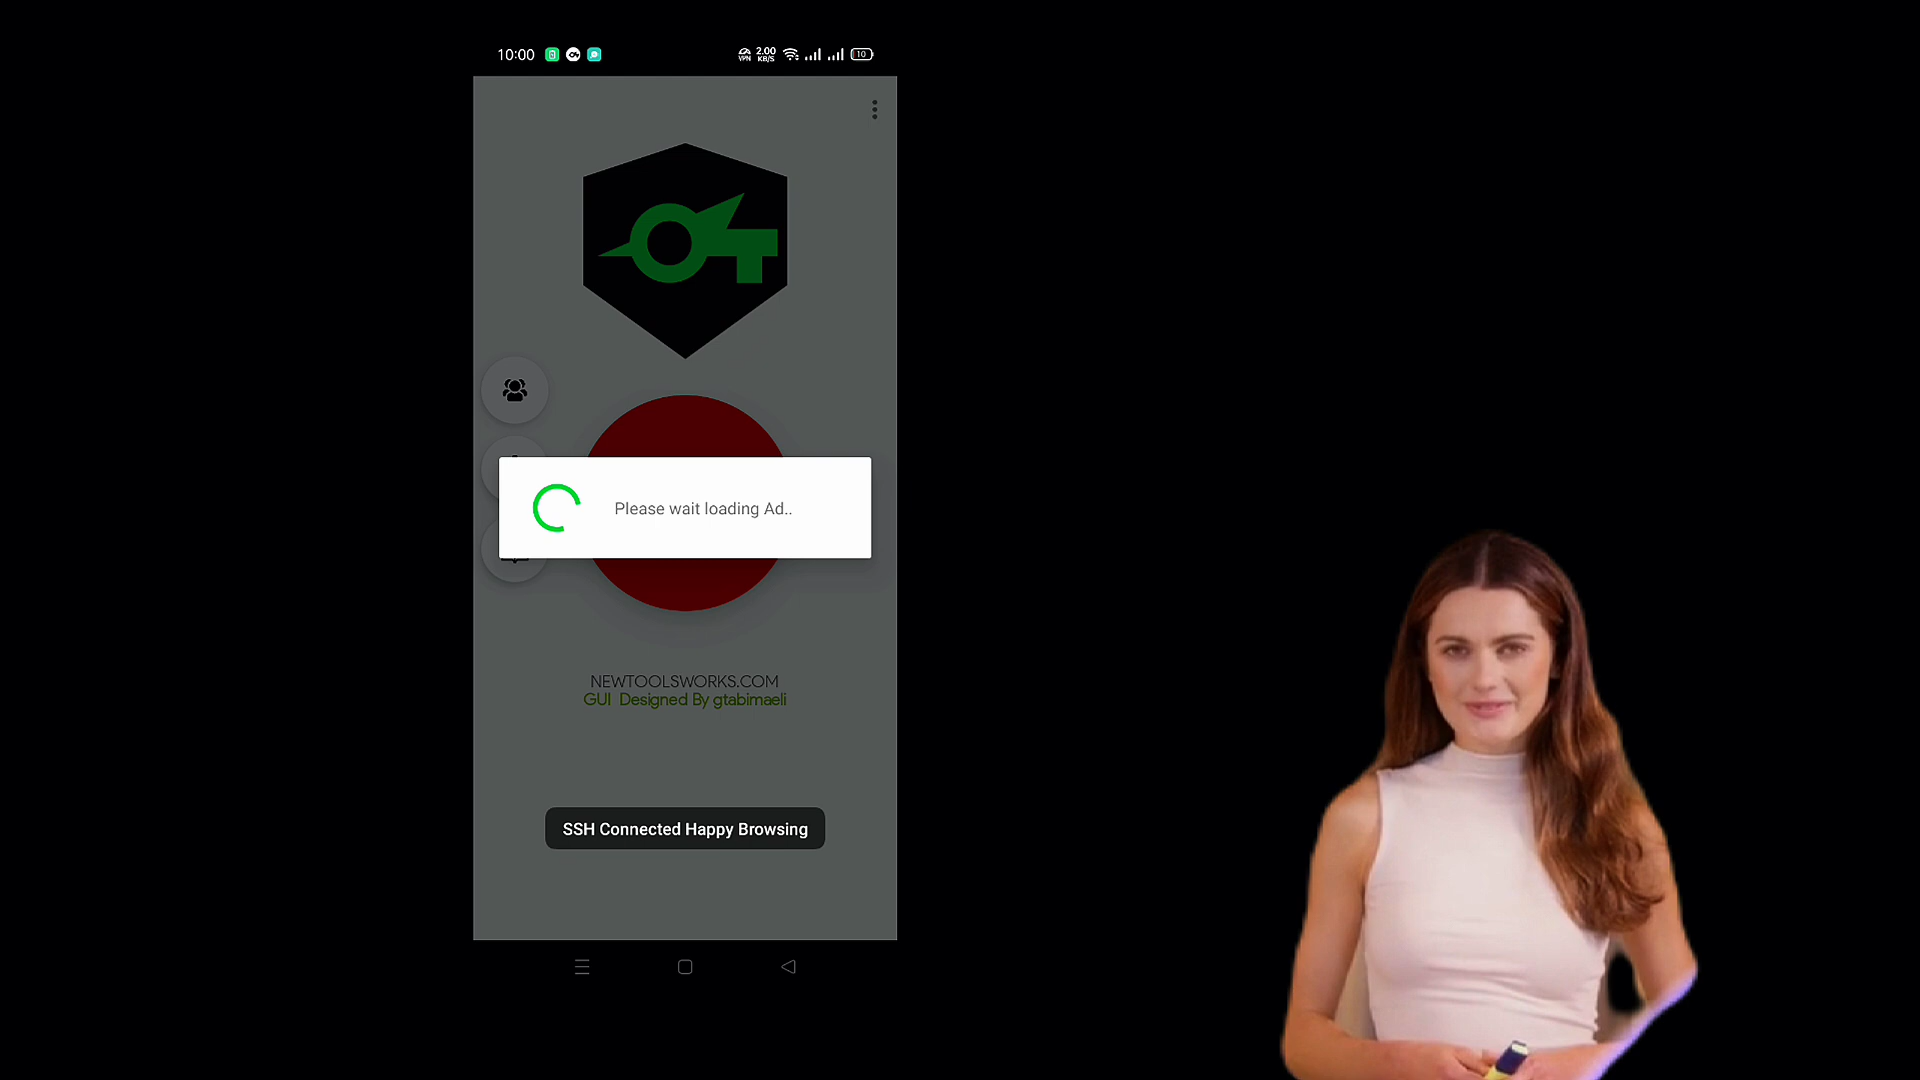 10:00
VPN
2.00
KB/S
10
Please wait loading Ad..
NEWTOOLSWORKS.COM
GUI Designed By gtabimaeli
SSH Connected Happy Browsing